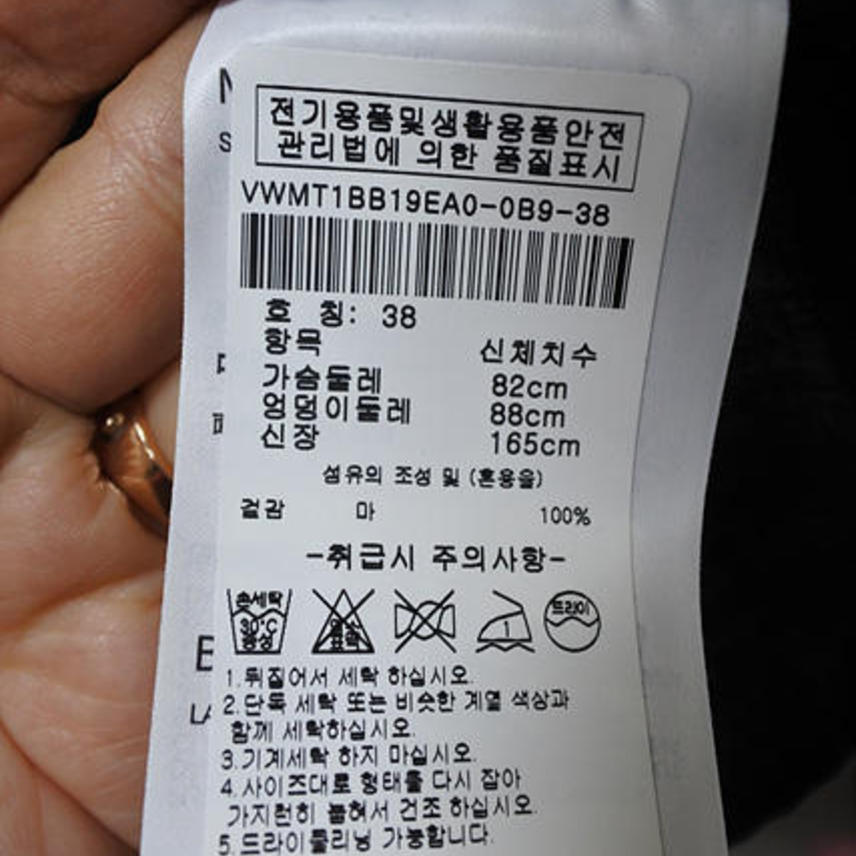 전기용품및생활용품안전
관리법에 의한 품질표시
VWMT1BB19EA0-0B9-38
호 칭: 38
항목 신체치수
가슴둘레 82cm
엉덩이둘레 88cm
신장 165cm
섬유의 조성 및 (혼용율)
겉감 마 100%
-취급시 주의사항-
손세탁 30℃ 중성
염소 표백
1
드라이
1.뒤집어서 세탁 하십시오.
2.단독 세탁 또는 비슷한 계열 색상과
함께 세탁하십시오.
3.기계세탁 하지 마십시오.
4.사이즈대로 형태를 다시 잡아
가지런히 눕혀서 건조 하십시오.
5.드라이클리닝 가능합니다.